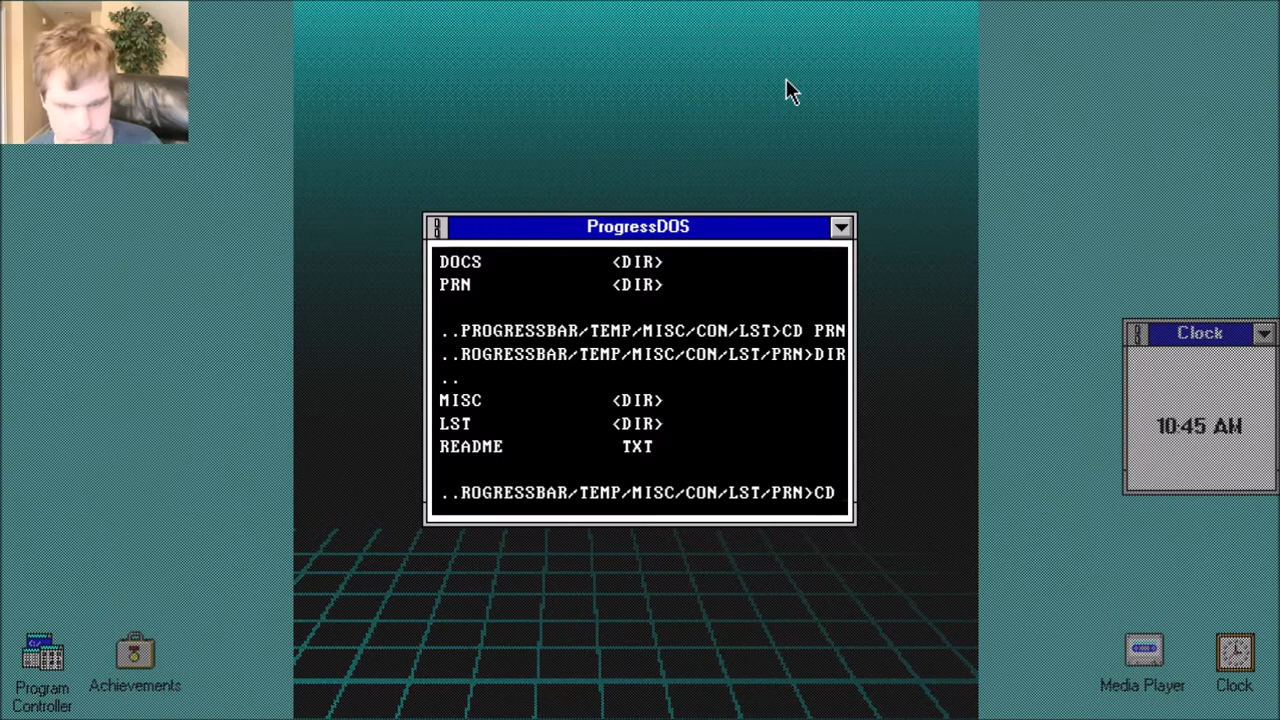 ProgressDOS
DOCS <DIR>
PRN <DIR>
..PROGRESSBAR/TEMP/MISC/CON/LST>CD PRN
..ROGRESSBAR/TEMP/MISC/CON/LST/PRN>DIR
..
MISC <DIR>
LST <DIR>
README TXT
..ROGRESSBAR/TEMP/MISC/CON/LST/PRN>CD
Clock
10:45 AM
Program
Controller
Achievements
Media Player
Clock